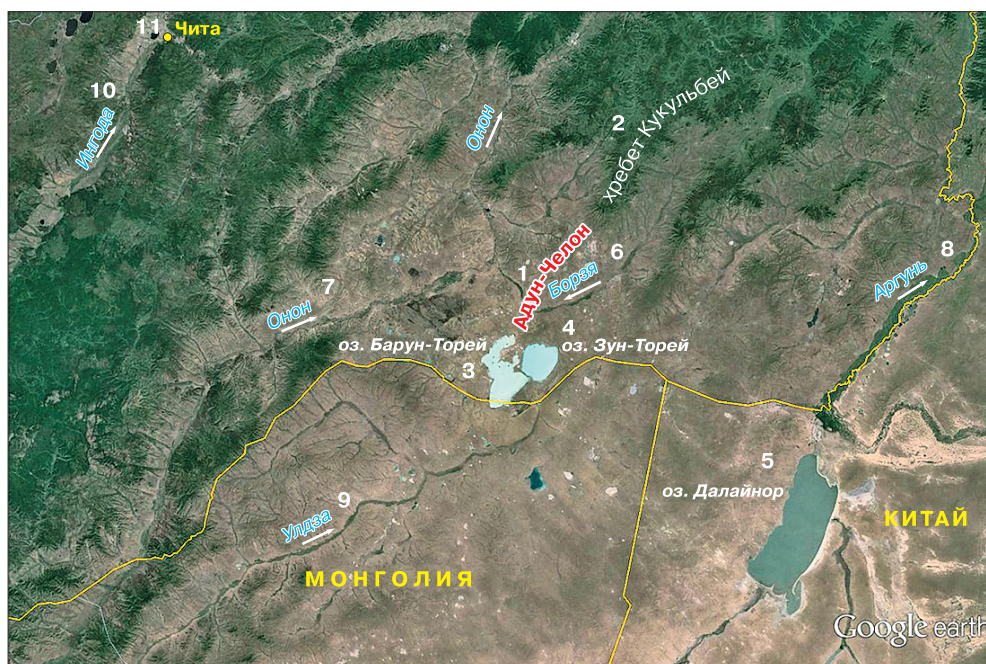 11 Чита
10
Ингода
Онон
2
хребет Кукульбей
1
Адун-Челон
6
Борзя
8
Аргунь
7
Онон
оз. Барун-Торей
3
4
оз. Зун-Торей
5
оз. Далайнор
9
Улдза
МОНГОЛИЯ
КИТАЙ
Google earth